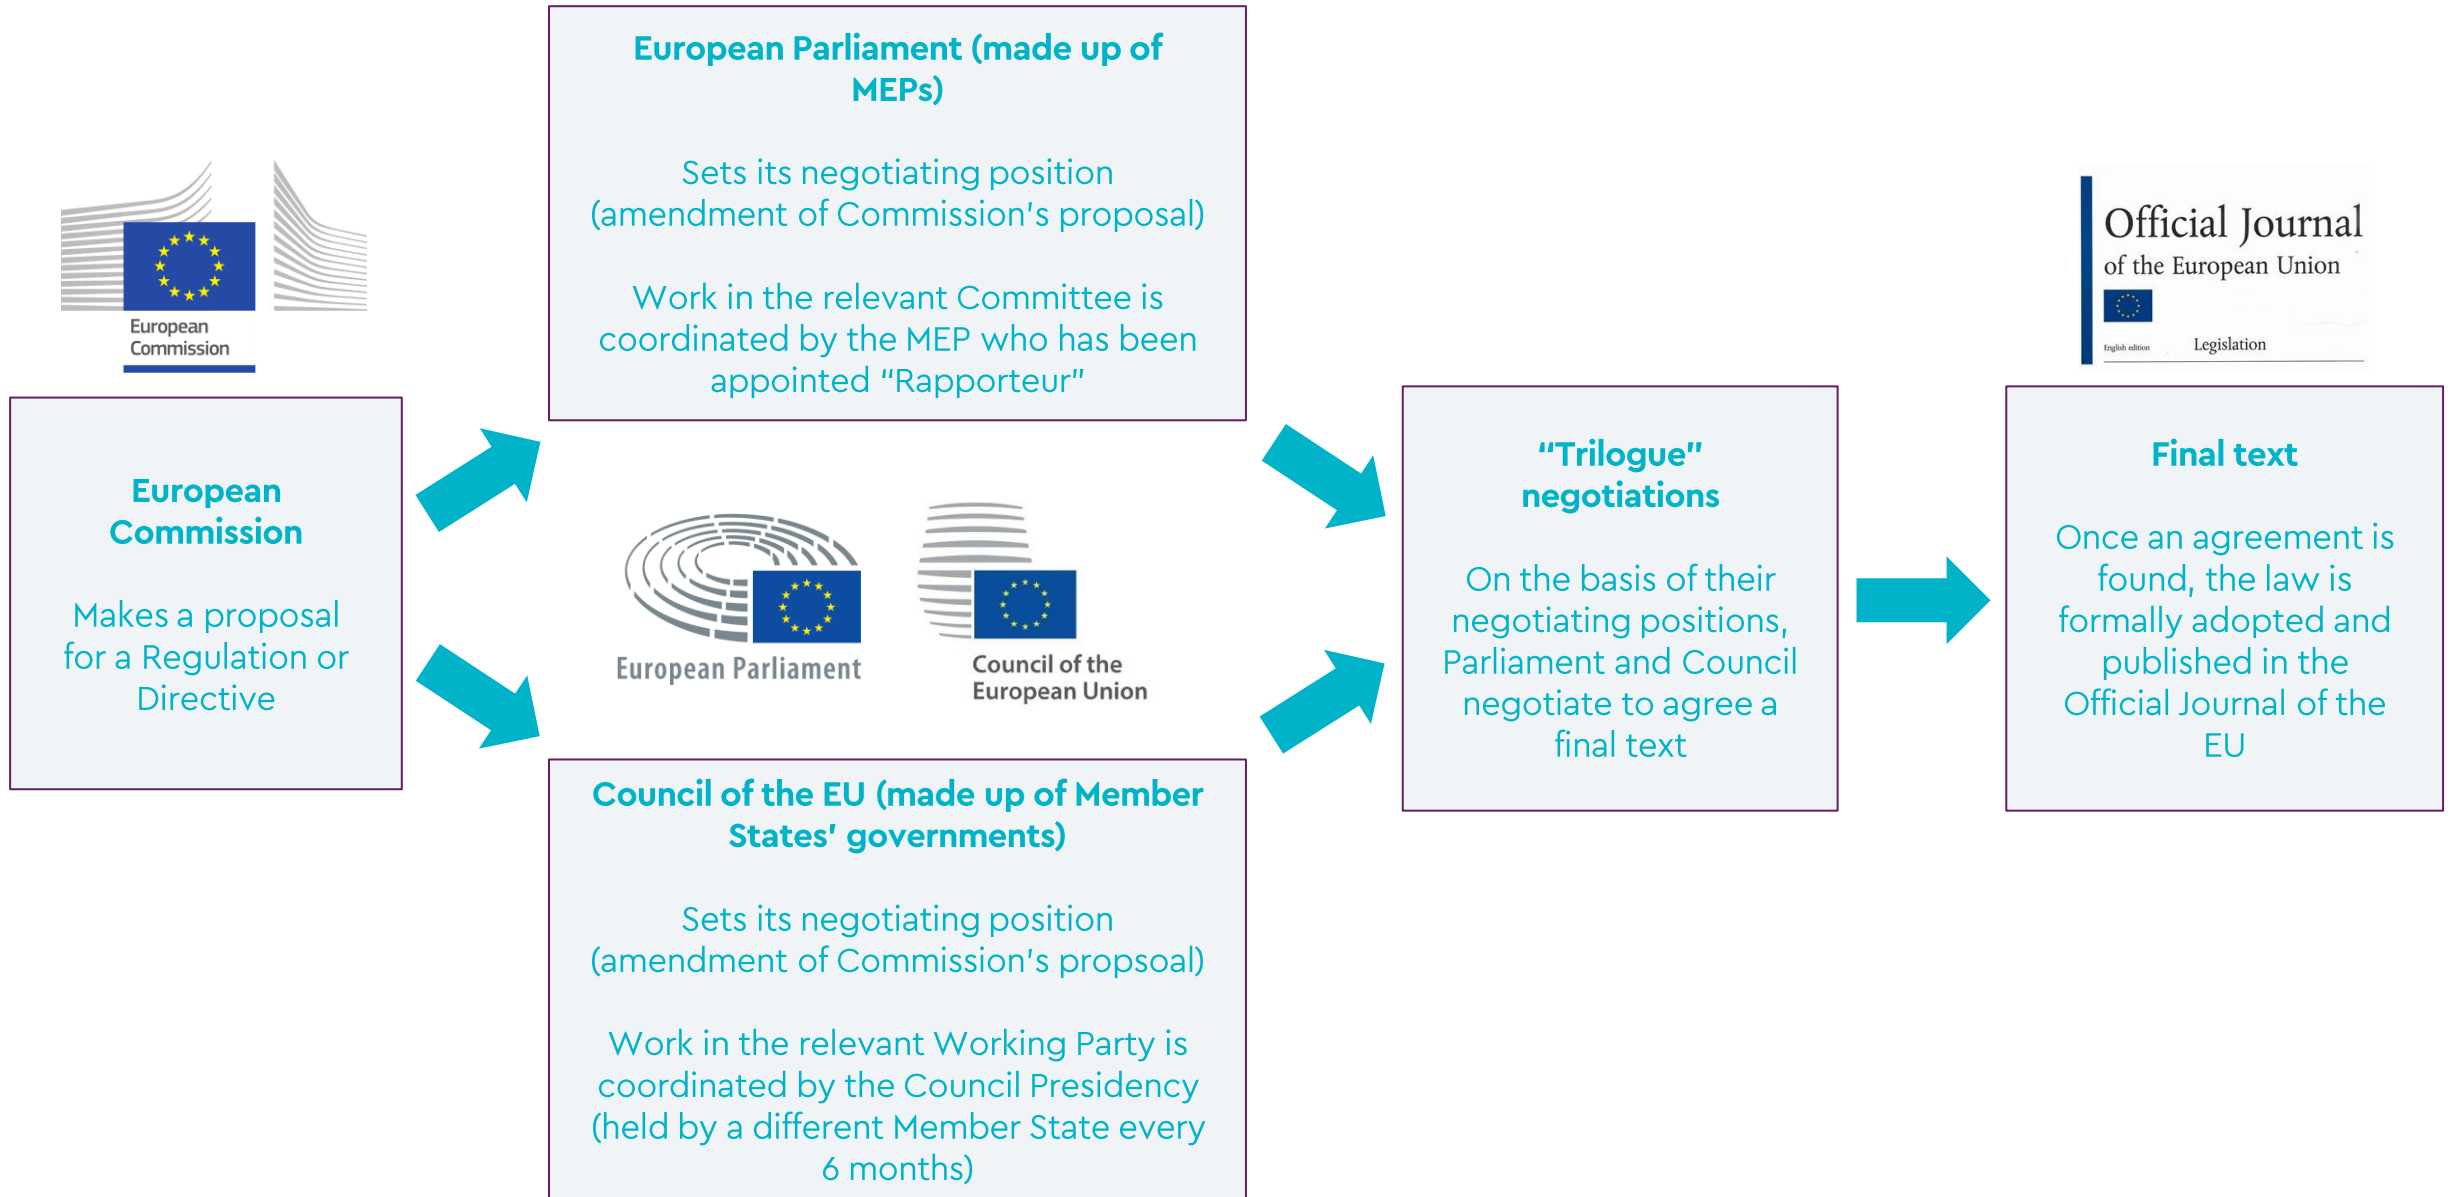 European
Commission
European
Commission
Makes a proposal
for a Regulation or
Directive
European Parliament (made up of
MEPs)
Sets its negotiating position
(amendment of Commission's proposal)
Work in the relevant Committee is
coordinated by the MEP who has been
appointed “Rapporteur”
European Parliament
Council of the
European Union
Council of the EU (made up of Member
States' governments)
Sets its negotiating position
(amendment of Commission's propsoal)
Work in the relevant Working Party is
coordinated by the Council Presidency
(held by a different Member State every
6 months)
“Trilogue”
negotiations
On the basis of their
negotiating positions,
Parliament and Council
negotiate to agree a
final text
Official Journal
of the European Union
English edition
Legislation
Final text
Once an agreement is
found, the law is
formally adopted and
published in the
Official Journal of the
EU